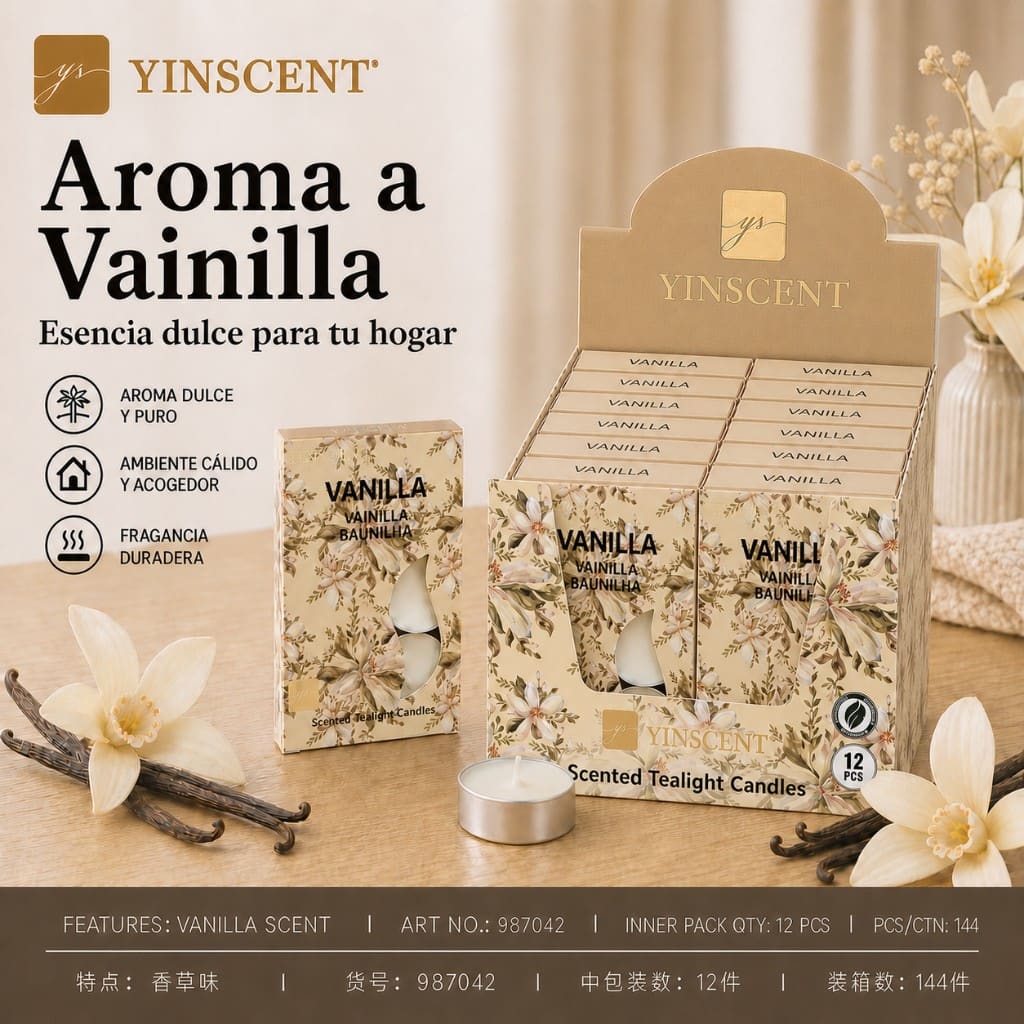 ys YINSCENT®
Aroma a
Vainilla
Esencia dulce para tu hogar
AROMA DULCE
Y PURO
AMBIENTE CÁLIDO
Y ACOGEDOR
FRAGANCIA
DURADERA
ys
YINSCENT
VANILLA VANILLA
VANILLA VANILLA
VANILLA VANILLA
VANILLA VANILLA
VANILLA VANILLA
VANILLA VANILLA
VANILLA
VAINILLA
BAUNILHA
Scented Tealight Candles
VANILLA
VAINILLA
BAUNILHA
VANILL
VAINILL
BAUNILH
ys YINSCENT
Scented Tealight Candles
12
PCS
FEATURES: VANILLA SCENT | ART NO.: 987042 | INNER PACK QTY: 12 PCS | PCS/CTN: 144
特点：香草味 | 货号：987042 | 中包装数：12件 | 装箱数：144件